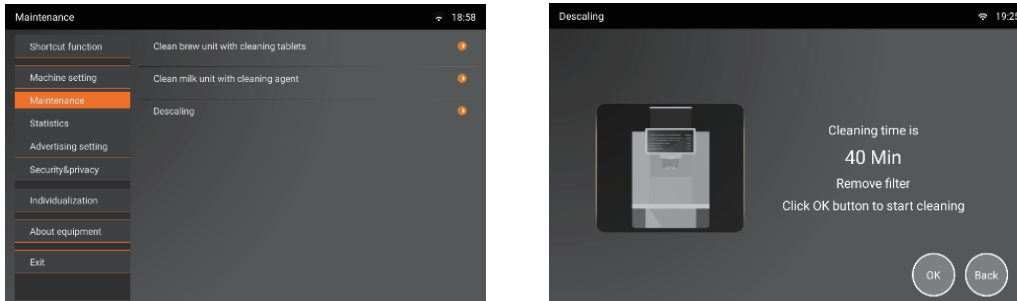 Maintenance
18:58
Shortcut function
Machine setting
Maintenance
Statistics
Advertising setting
Security&privacy
Individualization
About equipment
Exit
Clean brew unit with cleaning tablets
Clean milk unit with cleaning agent
Descaling
Descaling
19:25
Cleaning time is
40 Min
Remove filter
Click OK button to start cleaning
OK
Back